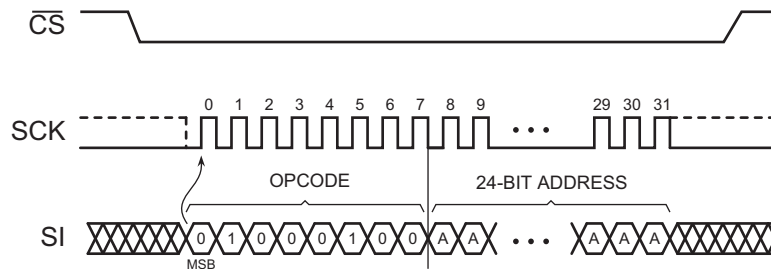 CS
0 1 2 3 4 5 6 7 8 9 29 30 31
SCK
OPCODE 24-BIT ADDRESS
SI 0 1 0 0 0 1 0 0 A A A A A
MSB